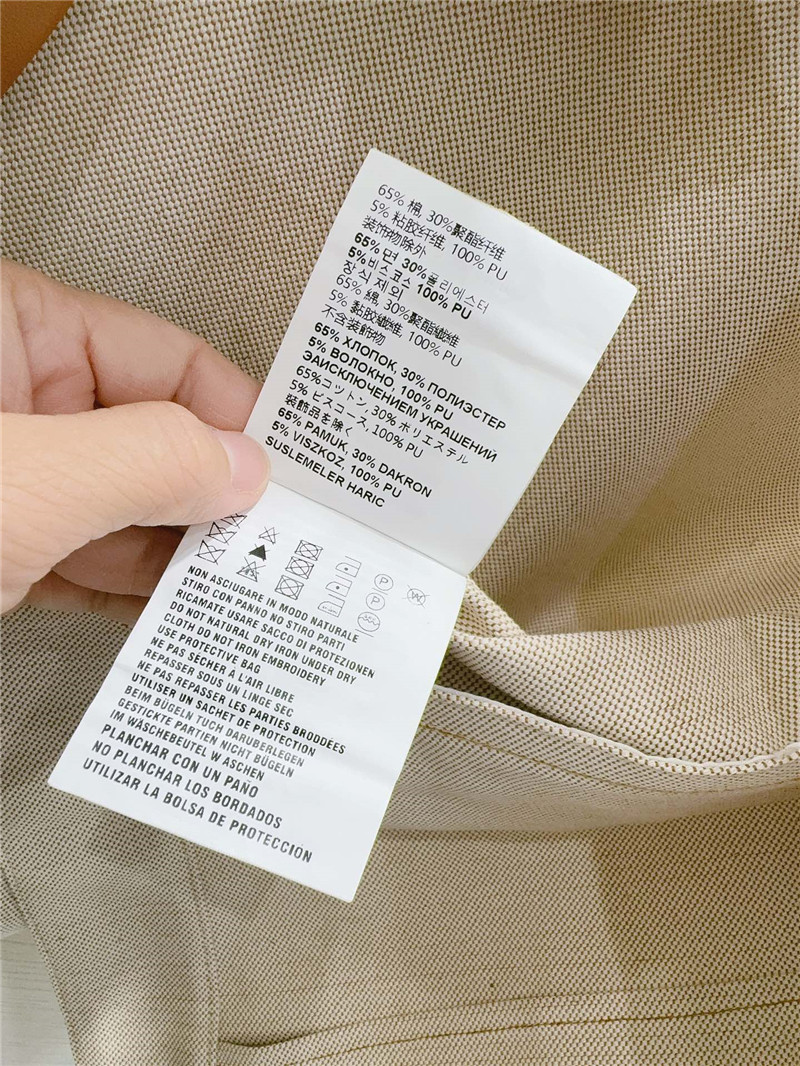 65% 棉, 30%聚酯纤维
5% 粘胶纤维, 100% PU
装饰物除外
65% 면 30%폴리에스터
5%비스코스 100% PU
장식 제외
65% 綿, 30%聚酯纖維
5% 黏胶纖維 100% PU
不含装飾物
65% ХЛОПОК, 30% ПОЛИЭСТЕР
5% ВОЛОКНО, 100% PU
ЭАИСКЛЮЧЕНИЕМ УКРАШЕНИЙ
65%コットン, 30% ポリエステル
5% ビスコース, 100% PU
装飾品を除く
65% PAMUK, 30% DAKRON
5% VISZKOZ, 100% PU
SUSLEMELER HARIC
NON ASCIUGARE IN MODO NATURALE
STIRO CON PANNO NO STIRO PARTI
RICAMATE USARE SACCO DI PROTEZIONEN
DO NOT NATURAL DRY IRON UNDER DRY
CLOTH DO NOT IRON EMBROIDERY
USE PROTECTIVE BAG
NE PAS SÉCHER À L'AIR LIBRE
REPASSER SOUS UN LINGE SEC
NE PAS REPASSER LES PARTIES BRODDÉES
UTILISER UN SACHET DE PROTECTION
BEIM BÜGELN TUCH DARÜBERLEGEN
GESTICKTE PARTIEN NICHT BÜGELN
IM WÄSCHEBEUTEL W ASCHEN
PLANCHAR CON UN PAÑO
NO PLANCHAR LOS BORDADOS
UTILIZAR LA BOLSA DE PROTECCIÓN